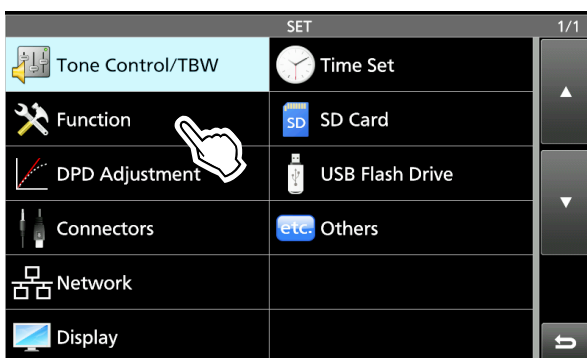 SET 1/1
Tone Control/TBW
Time Set
Function
SD SD Card
DPD Adjustment
USB Flash Drive
Connectors
etc. Others
Network
Display